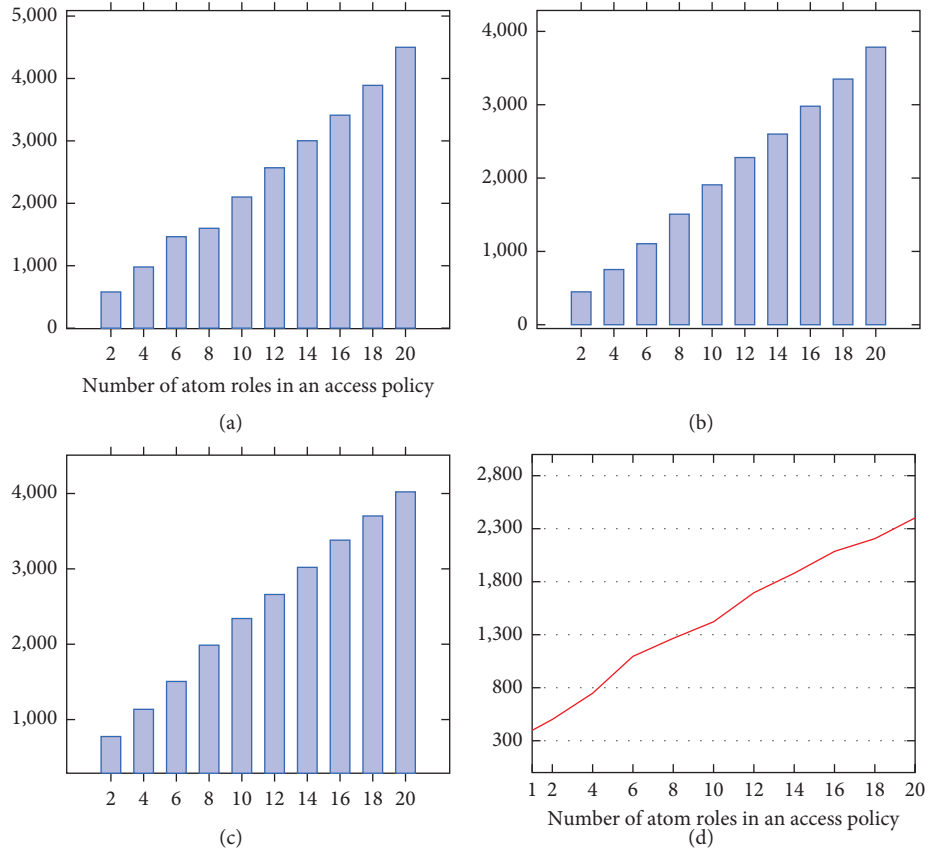 5,000
4,000
3,000
2,000
1,000
0
2 4 6 8 10 12 14 16 18 20
Number of atom roles in an access policy
(a)
4,000
3,000
2,000
1,000
0
2 4 6 8 10 12 14 16 18 20
(b)
4,000
3,000
2,000
1,000
2 4 6 8 10 12 14 16 18 20
(c)
2,800
2,300
1,800
1,300
800
300
1 2 4 6 8 10 12 14 16 18 20
Number of atom roles in an access policy
(d)